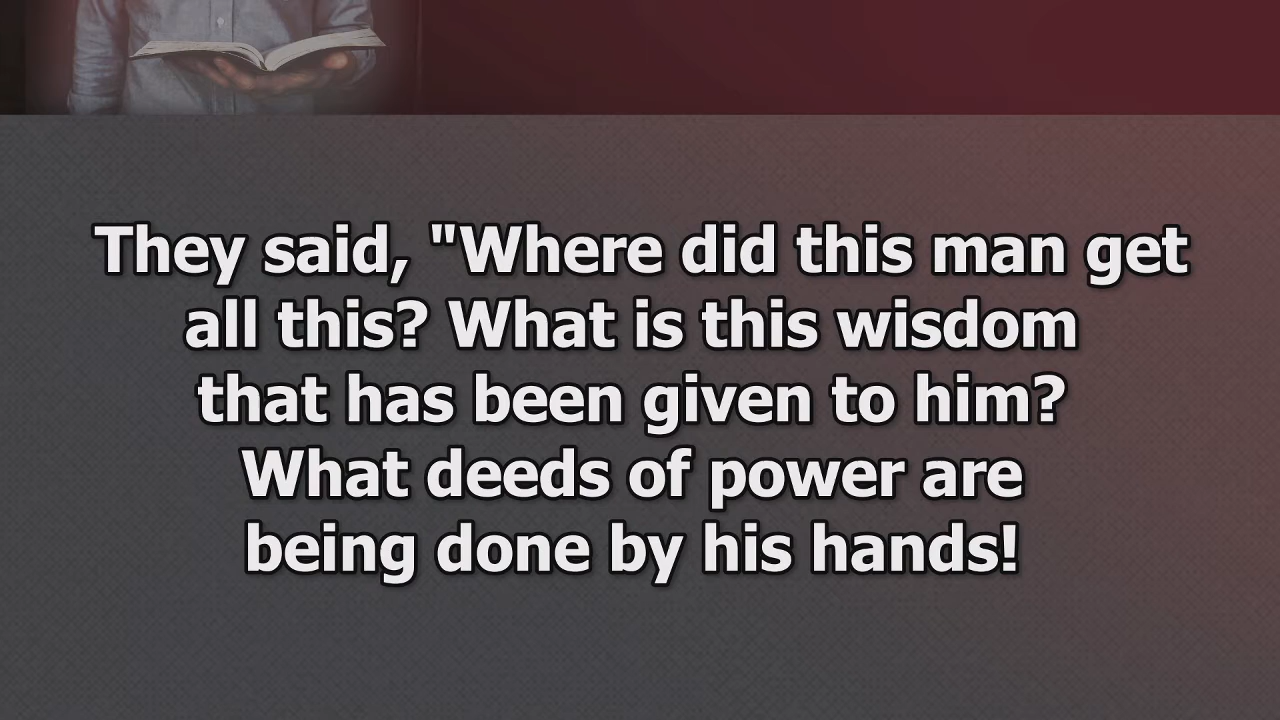 They said, "Where did this man get
all this? What is this wisdom
that has been given to him?
What deeds of power are
being done by his hands!